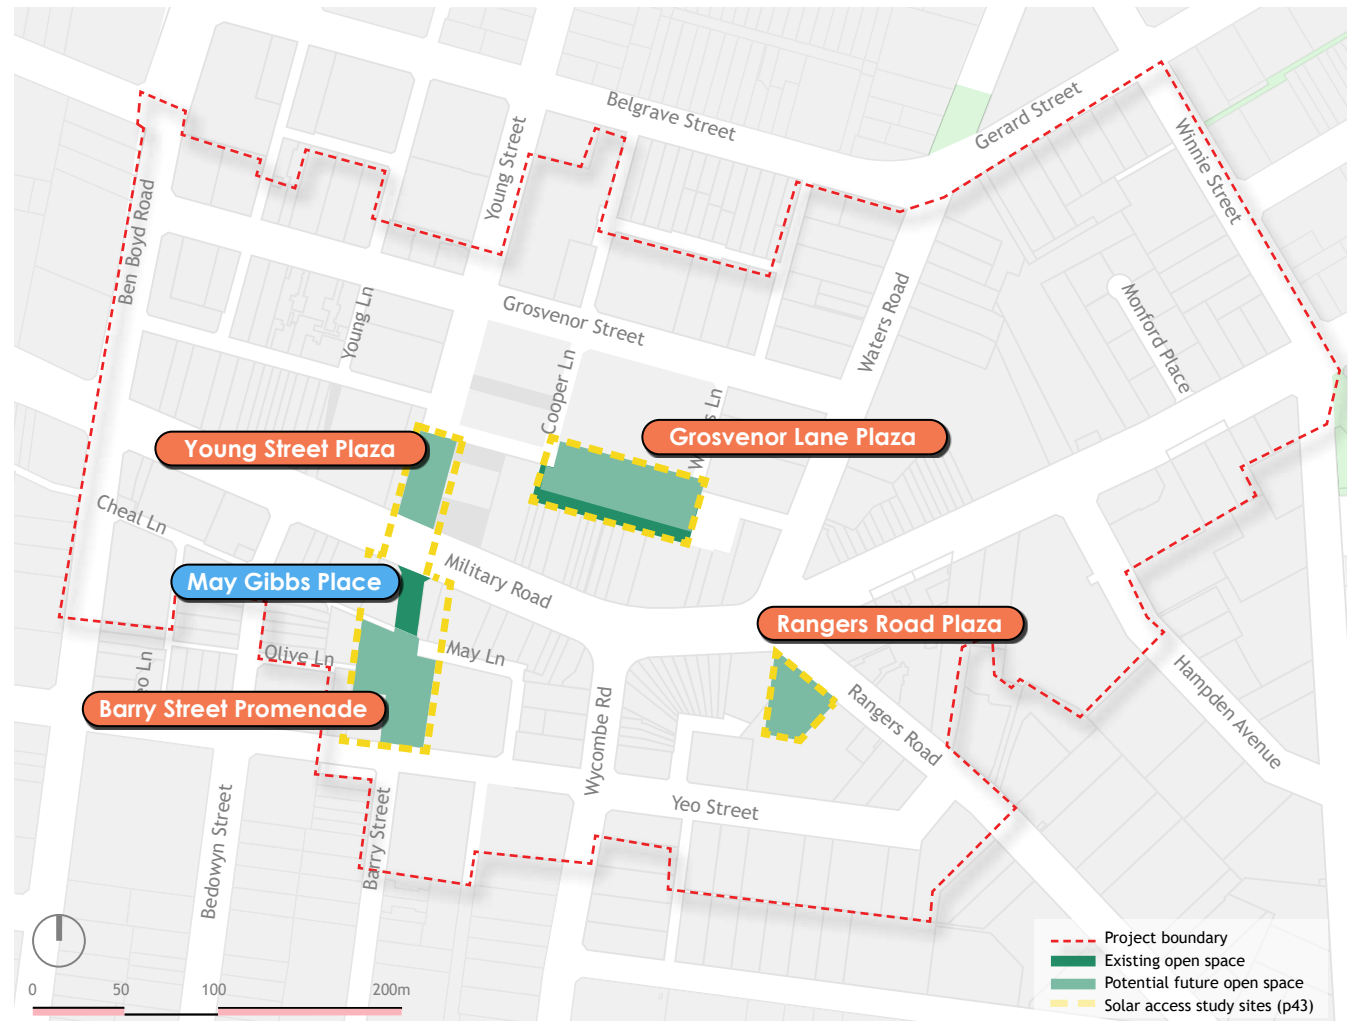 Belgrave Street
Gerard Street
Winnie Street
Young Street
Ben Boyd Road
Young Ln
Grosvenor Street
Waters Road
Monford Place
Cooper Ln
Young Street Plaza
Grosvenor Lane Plaza
Cheal Ln
Military Road
May Gibbs Place
Rangers Road Plaza
Olive Ln
May Ln
Barry Street Promenade
Wycombe Rd
Rangers Road
Hampden Avenue
Yeo Street
Bedowyn Street
Barry Street
Project boundary
Existing open space
Potential future open space
Solar access study sites (p43)
0 50 100 200m